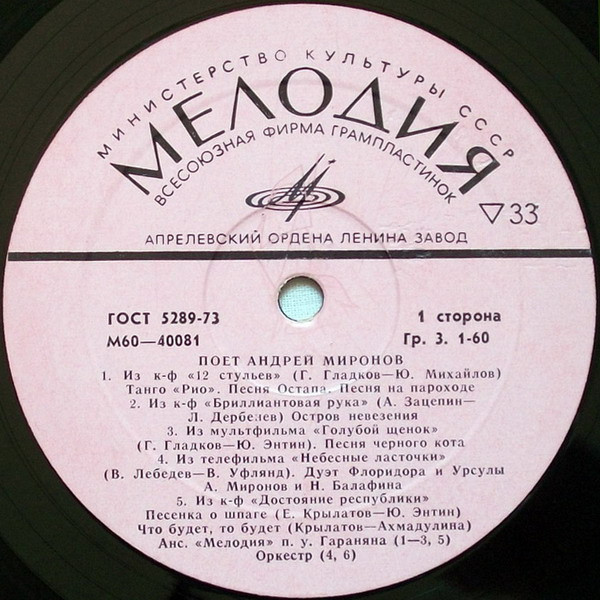 МИНИСТЕРСТВО КУЛЬТУРЫ СССР
МЕЛОДИЯ
ВСЕСОЮЗНАЯ ФИРМА ГРАМПЛАСТИНОК
▽33
АПРЕЛЕВСКИЙ ОРДЕНА ЛЕНИНА ЗАВОД
ГОСТ 5289-73
1 сторона
М60—40081
Гр. 3. 1-60
ПОЕТ АНДРЕЙ МИРОНОВ
1. Из к-ф «12 стульев» (Г. Гладков—Ю. Михайлов)
Танго «Рио». Песня Остапа. Песня на пароходе
2. Из к-ф «Бриллиантовая рука» (А. Зацепин—
Л. Дербелев) Остров невезения
3. Из мультфильма «Голубой щенок»
(Г. Гладков—Ю. Энтин). Песня черного кота
4. Из телефильма «Небесные ласточки»
(В. Лебедев—В. Уфлянд). Дуэт Флоридора и Урсулы
А. Миронов и Н. Балафина
5. Из к-ф «Достояние республики»
Песенка о шпаге (Е. Крылатов—Ю. Энтин)
Что будет, то будет (Крылатов—Ахмадулина)
Анс. «Мелодия» п. у. Гараняна (1—3, 5)
Оркестр (4, 6)